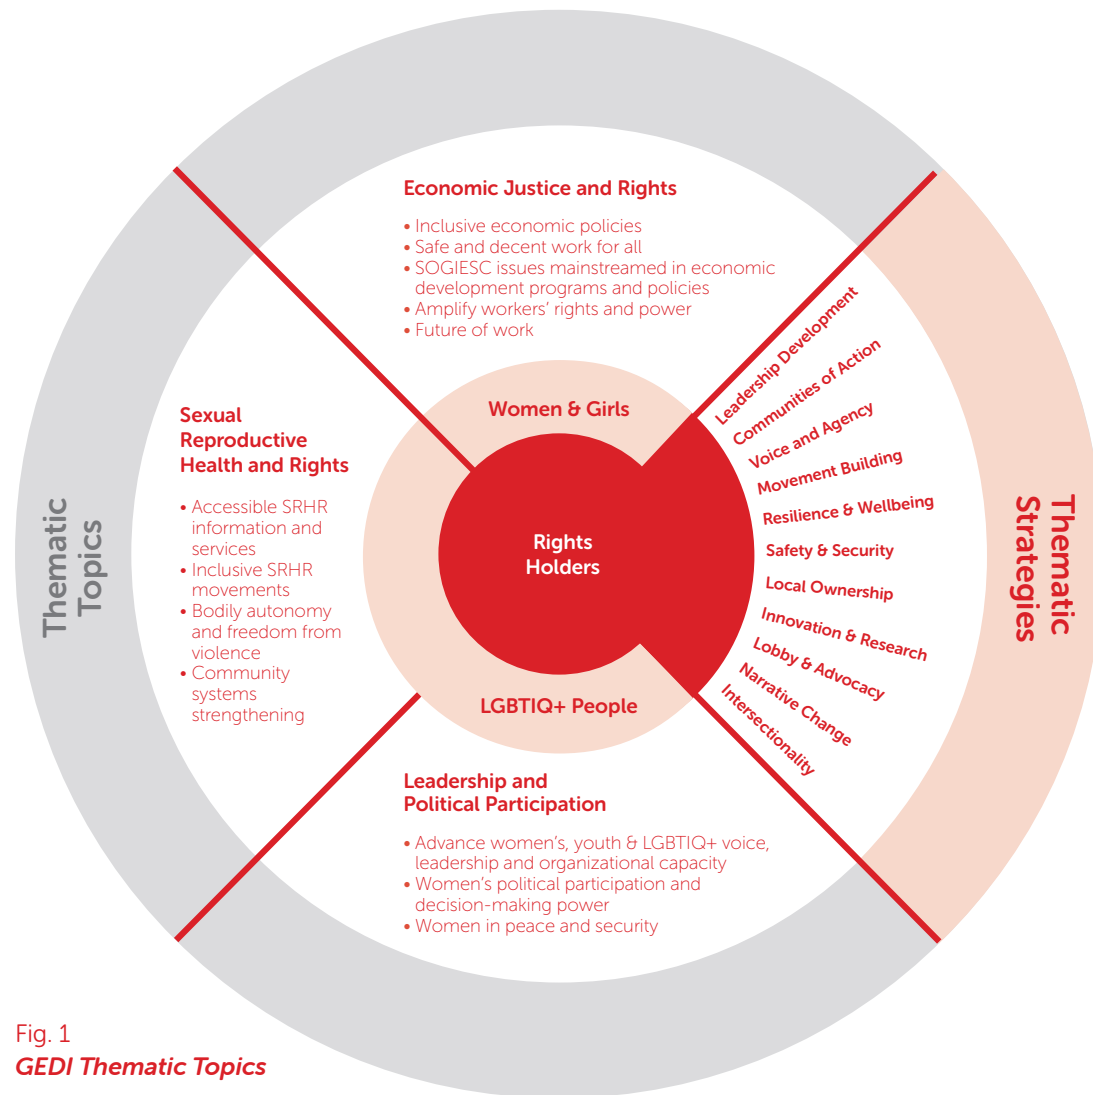 Economic Justice and Rights
• Inclusive economic policies
• Safe and decent work for all
• SOGIESC issues mainstreamed in economic
development programs and policies
• Amplify workers' rights and power
• Future of work
Women & Girls
Sexual
Reproductive
Health and Rights
• Accessible SRHR
information and
services
• Inclusive SRHR
movements
• Bodily autonomy
and freedom from
violence
• Community
systems
strengthening
Thematic
Topics
Rights
Holders
Leadership Development
Communities of Action
Voice and Agency
Movement Building
Resilience & Wellbeing
Safety & Security
Local Ownership
Innovation & Research
Lobby & Advocacy
Narrative Change
Intersectionality
Thematic
Strategies
LGBTIQ+ People
Leadership and
Political Participation
• Advance women's, youth & LGBTIQ+ voice,
leadership and organizational capacity
• Women's political participation and
decision-making power
• Women in peace and security
Fig. 1
GEDI Thematic Topics